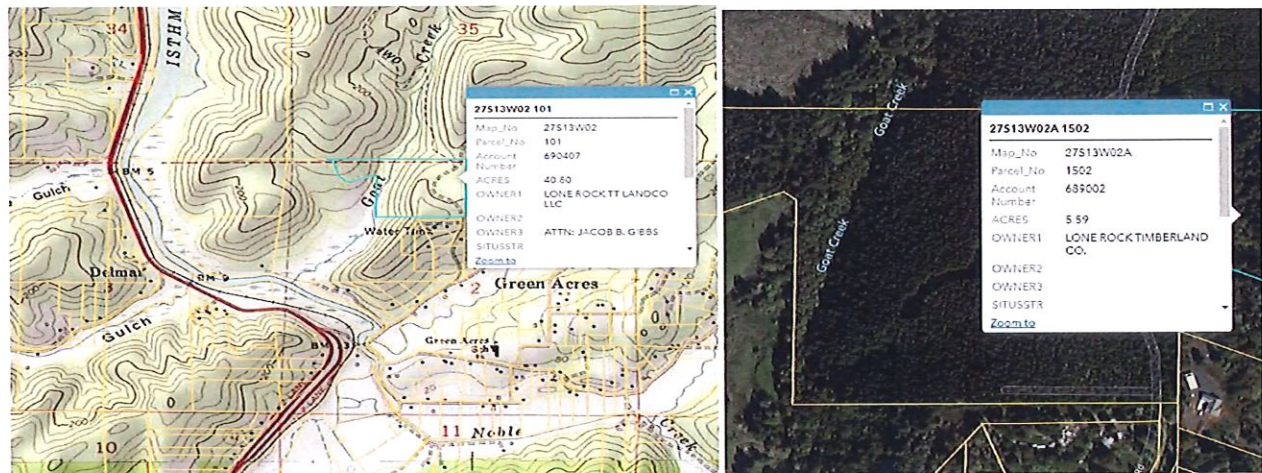 34
35
ISTHM
TWO
Creek
200
27S13W02 101
Map_No 27S13W02
Parcel_No 101
Account Number 690407
ACRES 40.60
OWNER1 LONE ROCK TT LANDCO LLC
OWNER2
OWNER3 ATTN: JACOB B. GIBBS
SITUSSTR
Zoom to
BM 5
Gulch
Goat
Water Tank
Delmar
BM 9
2
Green Acres
Gulch
Green Acres
Sch
10
11
Noble
Creek
Goat Creek
Goat Creek
27S13W02A 1502
Map_No 27S13W02A
Parcel_No 1502
Account Number 689002
ACRES 5.59
OWNER1 LONE ROCK TIMBERLAND CO.
OWNER2
OWNER3
SITUSSTR
Zoom to
Rd